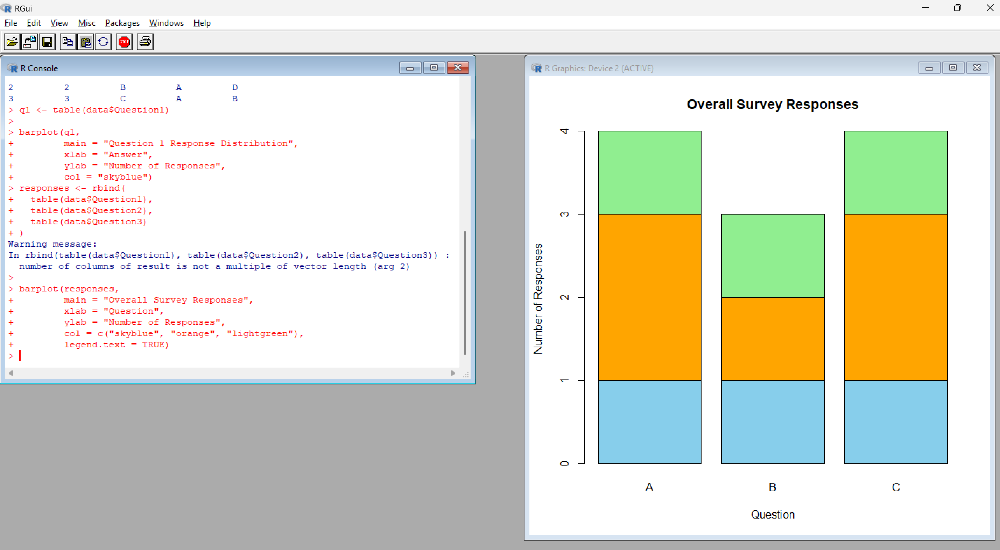 RGui
File Edit View Misc Packages Windows Help
STOP
R Console
2 2 B A D
3 3 C A B
> q1 <- table(data$Question1)
>
> barplot(q1,
+ main = "Question 1 Response Distribution",
+ xlab = "Answer",
+ ylab = "Number of Responses",
+ col = "skyblue")
> responses <- rbind(
+ table(data$Question1),
+ table(data$Question2),
+ table(data$Question3)
+ )
Warning message:
In rbind(table(data$Question1), table(data$Question2), table(data$Question3)) :
number of columns of result is not a multiple of vector length (arg 2)
>
> barplot(responses,
+ main = "Overall Survey Responses",
+ xlab = "Question",
+ ylab = "Number of Responses",
+ col = c("skyblue", "orange", "lightgreen"),
+ legend.text = TRUE)
>
R Graphics: Device 2 (ACTIVE)
Overall Survey Responses
Number of Responses
4
3
2
1
0
A B C
Question